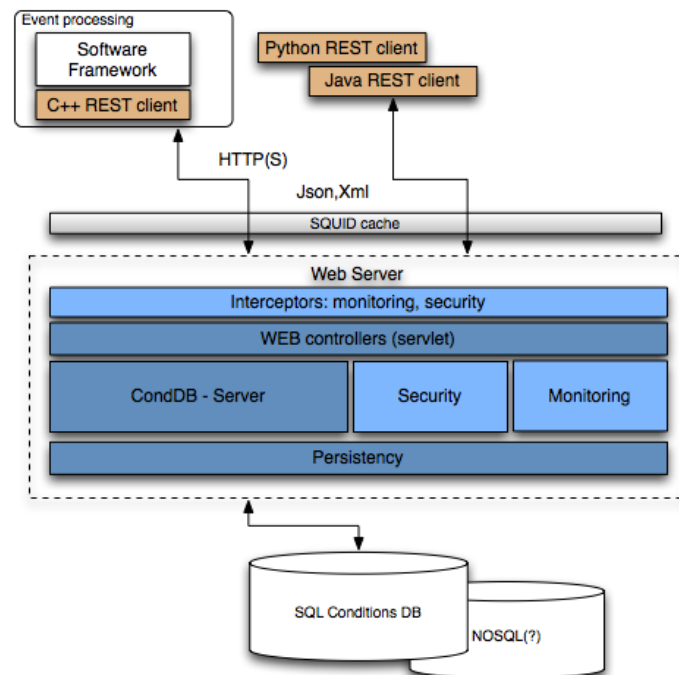 Event processing
Software
Framework
C++ REST client
Python REST client
Java REST client
HTTP(S)
Json,Xml
SQUID cache
Web Server
Interceptors: monitoring, security
WEB controllers (servlet)
CondDB - Server
Security
Monitoring
Persistency
SQL Conditions DB
NOSQL(?)